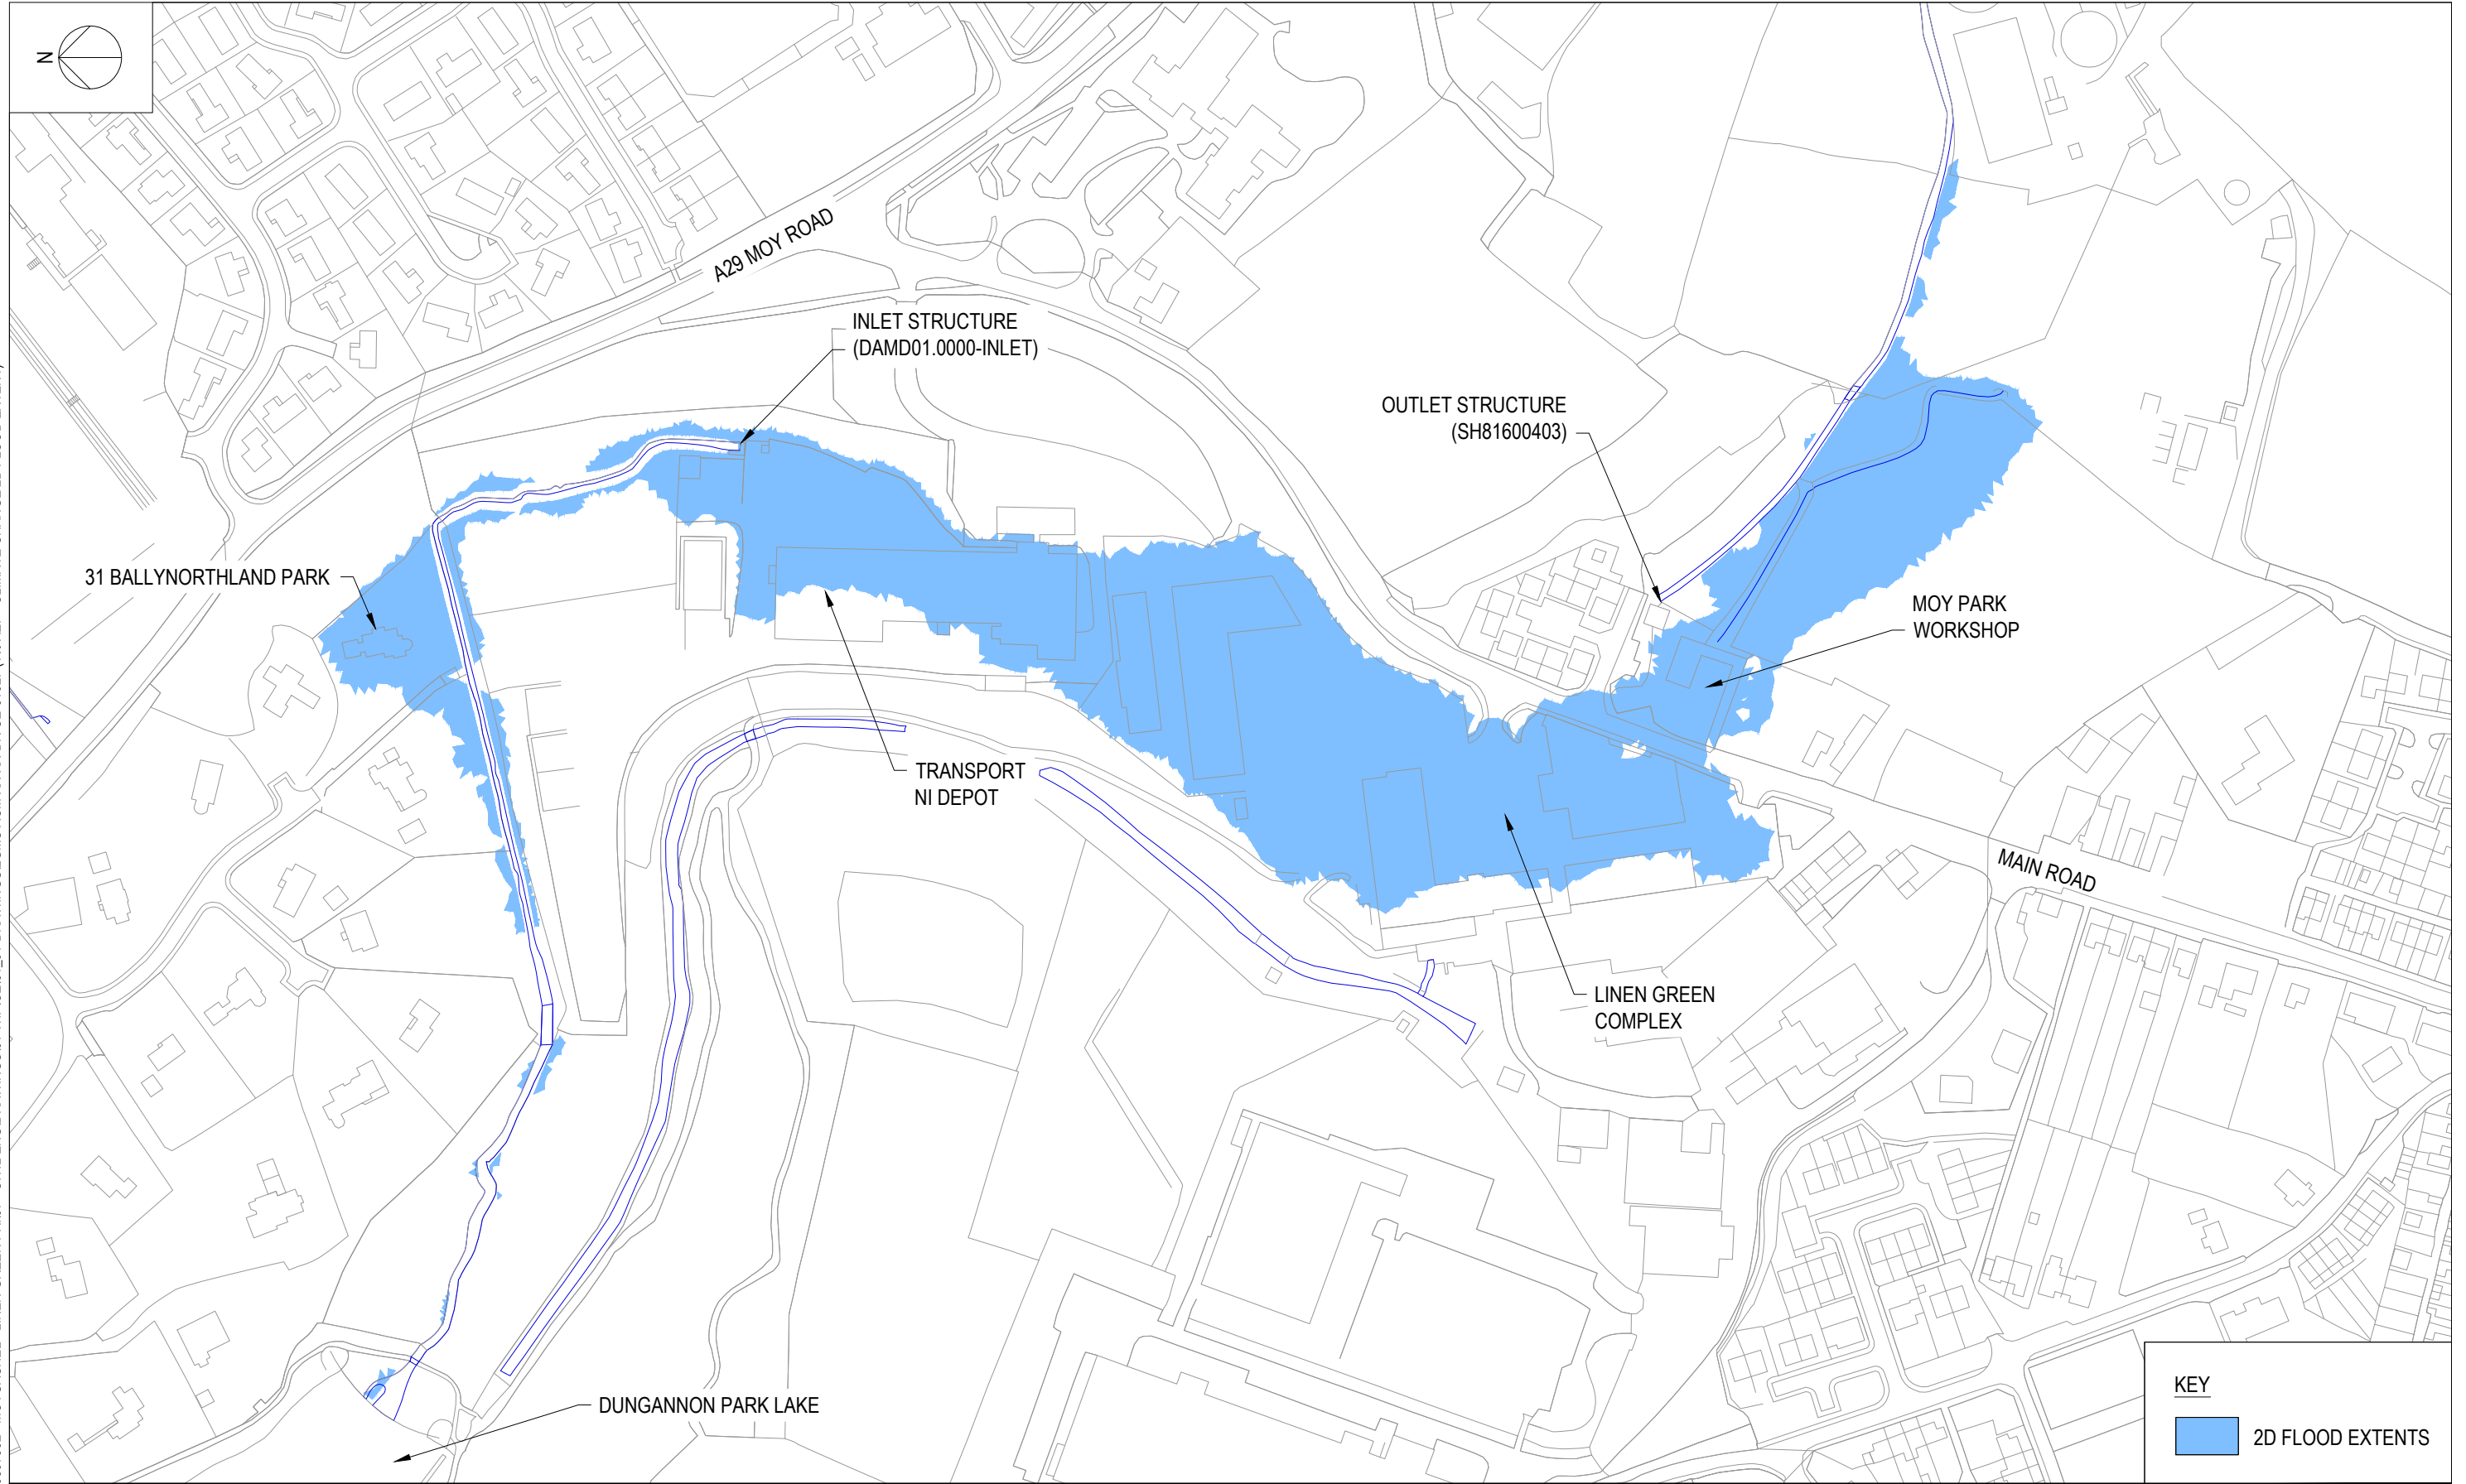 N
A29 MOY ROAD
INLET STRUCTURE
(DAMD01.0000-INLET)
OUTLET STRUCTURE
(SH81600403)
31 BALLYNORTHLAND PARK
MOY PARK
WORKSHOP
TRANSPORT
NI DEPOT
MAIN ROAD
LINEN GREEN
COMPLEX
DUNGANNON PARK LAKE
KEY
2D FLOOD EXTENTS